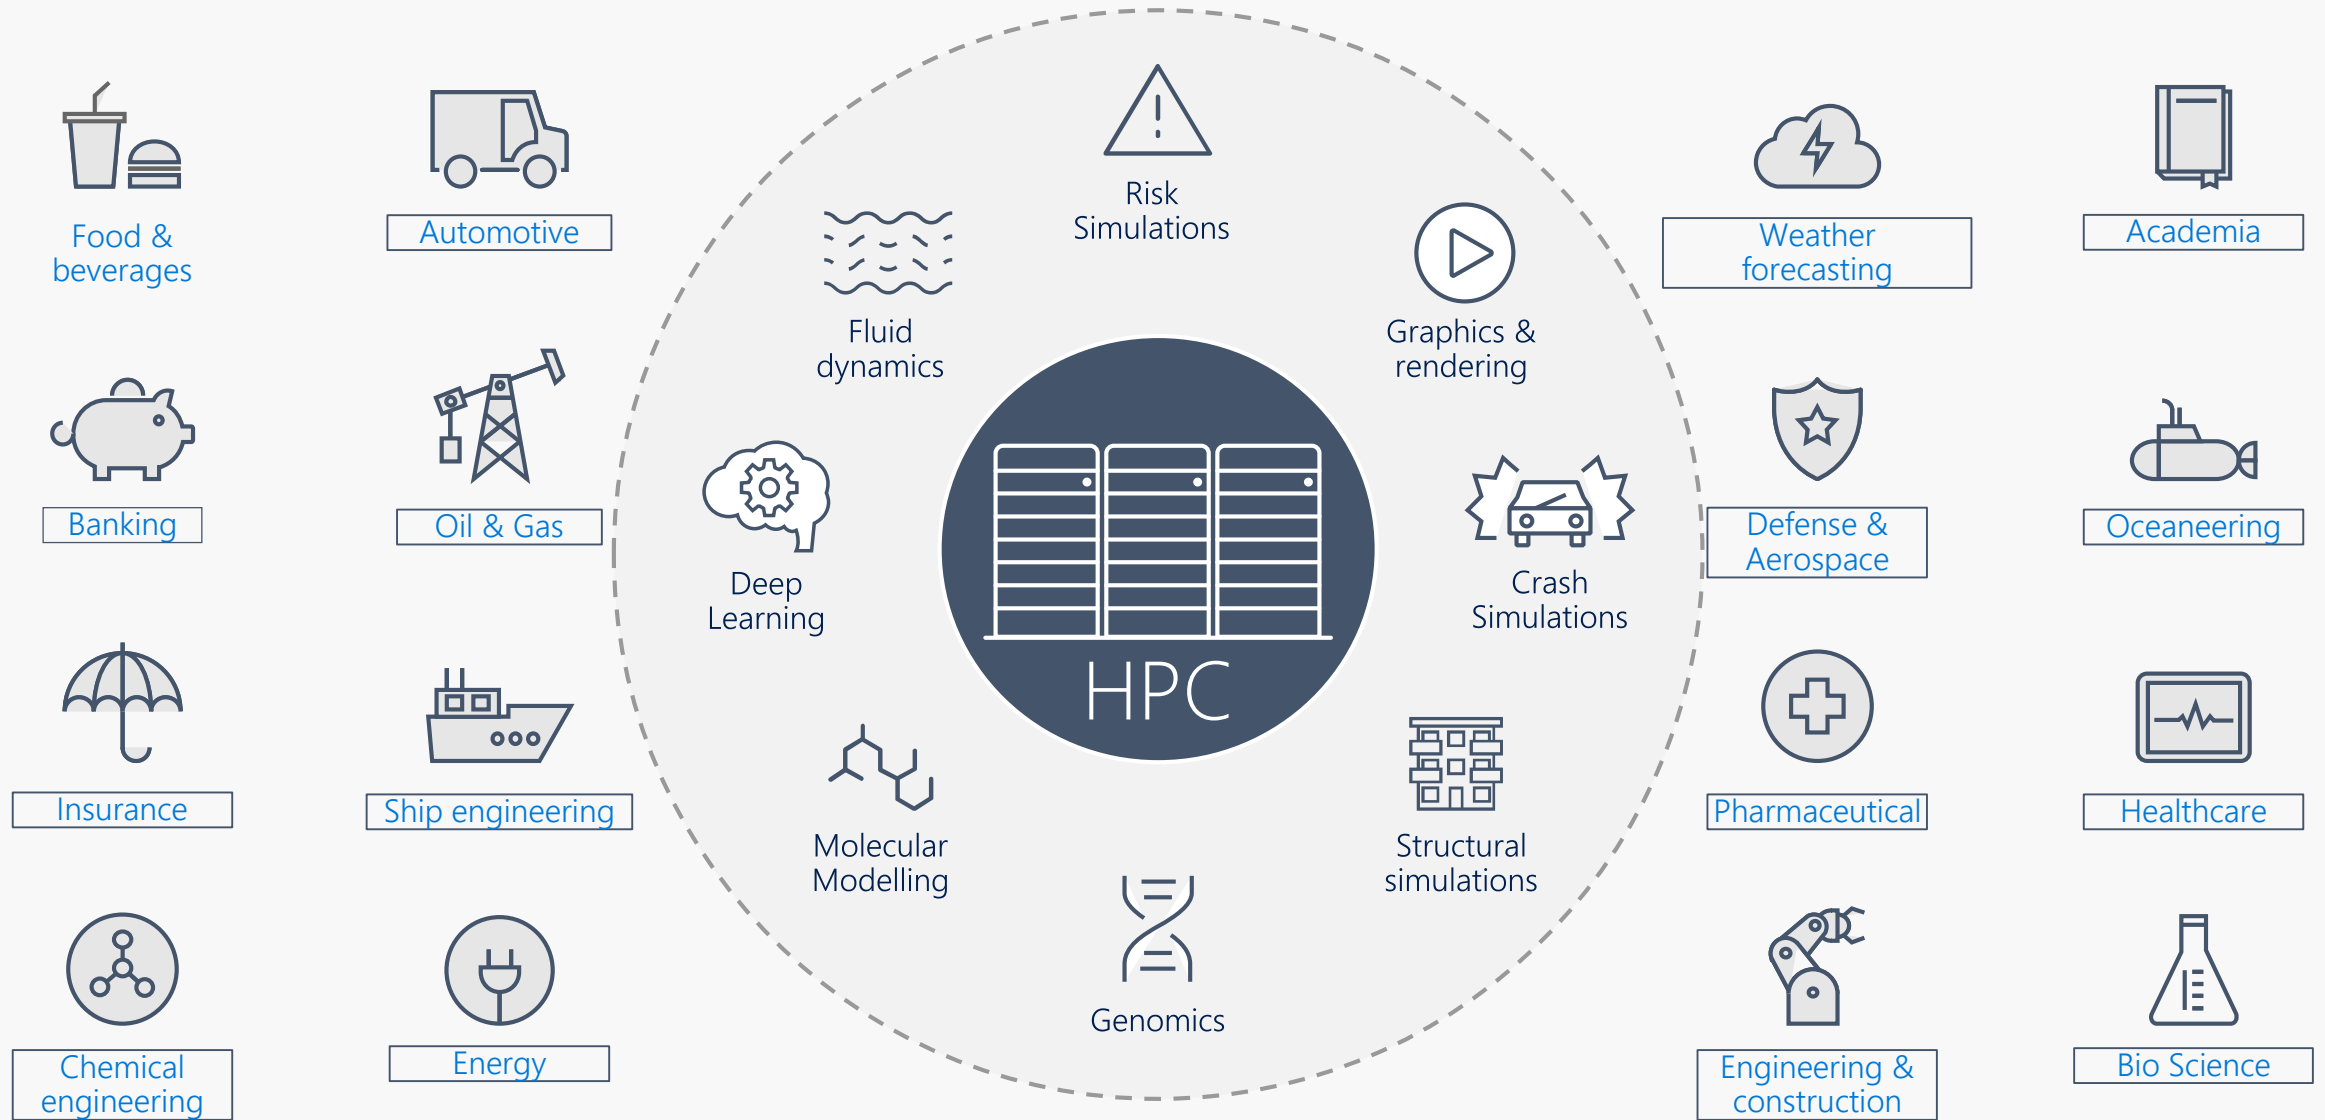 Food &
beverages
Automotive
Banking
Oil & Gas
Insurance
Ship engineering
Chemical
engineering
Energy
Risk
Simulations
Fluid
dynamics
Graphics &
rendering
Deep
Learning
HPC
Crash
Simulations
Molecular
Modelling
Structural
simulations
Genomics
Weather
forecasting
Academia
Defense &
Aerospace
Oceaneering
Pharmaceutical
Healthcare
Engineering &
construction
Bio Science